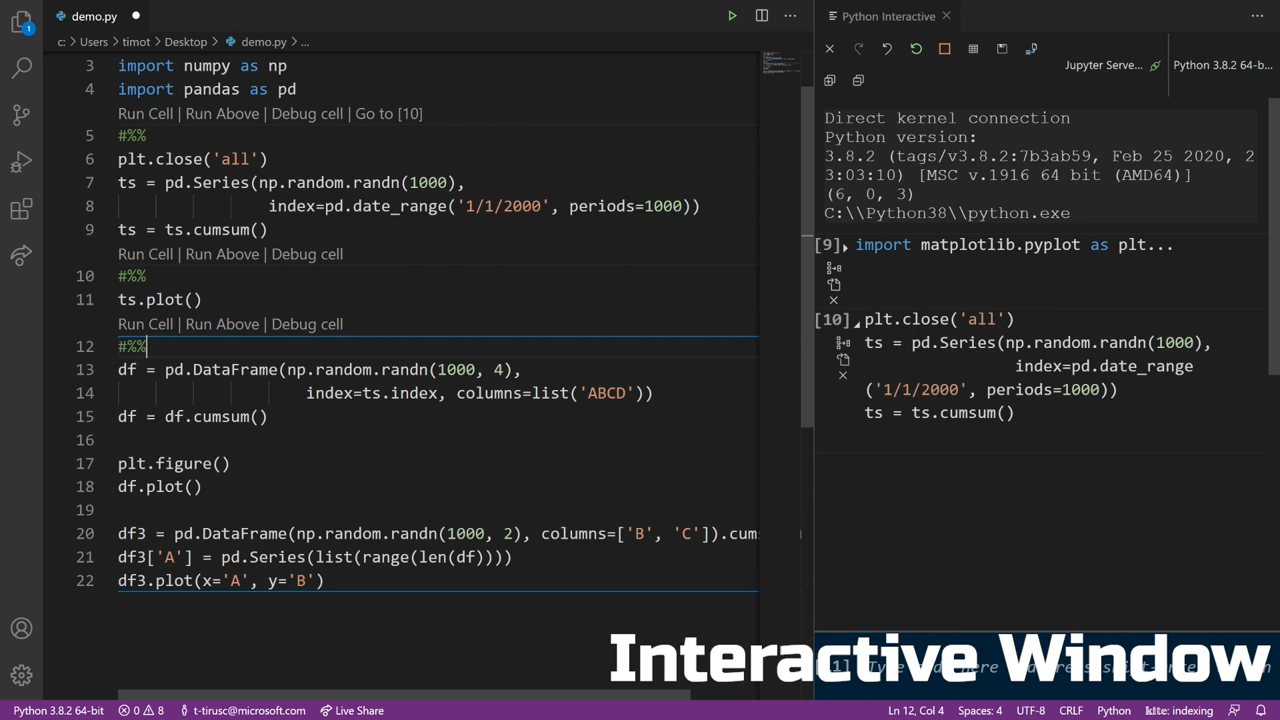 demo.py
c: > Users > timot > Desktop > demo.py > ...
3 import numpy as np
4 import pandas as pd
Run Cell | Run Above | Debug cell | Go to [10]
5 #%%
6 plt.close('all')
7 ts = pd.Series(np.random.randn(1000),
8 index=pd.date_range('1/1/2000', periods=1000))
9 ts = ts.cumsum()
Run Cell | Run Above | Debug cell
10 #%%
11 ts.plot()
Run Cell | Run Above | Debug cell
12 #%%
13 df = pd.DataFrame(np.random.randn(1000, 4),
14 index=ts.index, columns=list('ABCD'))
15 df = df.cumsum()
16
17 plt.figure()
18 df.plot()
19
20 df3 = pd.DataFrame(np.random.randn(1000, 2), columns=['B', 'C']).cums
21 df3['A'] = pd.Series(list(range(len(df))))
22 df3.plot(x='A', y='B')
Python Interactive
Jupyter Serve...
Python 3.8.2 64-b...
Direct kernel connection
Python version:
3.8.2 (tags/v3.8.2:7b3ab59, Feb 25 2020, 2
3:03:10) [MSC v.1916 64 bit (AMD64)]
(6, 0, 3)
C:\\Python38\\python.exe
[9] import matplotlib.pyplot as plt...
[10] plt.close('all')
ts = pd.Series(np.random.randn(1000),
index=pd.date_range
('1/1/2000', periods=1000))
ts = ts.cumsum()
Interactive Window
1
Python 3.8.2 64-bit
0
8
t-tirusc@microsoft.com
Live Share
Ln 12, Col 4
Spaces: 4
UTF-8
CRLF
Python
indexing